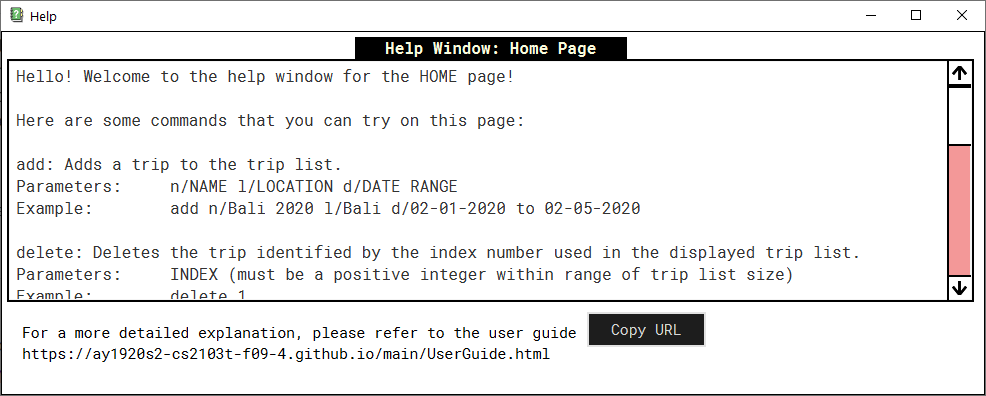 Help
Help Window: Home Page
Hello! Welcome to the help window for the HOME page!
Here are some commands that you can try on this page:
add: Adds a trip to the trip list.
Parameters: n/NAME l/LOCATION d/DATE RANGE
Example: add n/Bali 2020 l/Bali d/02-01-2020 to 02-05-2020
delete: Deletes the trip identified by the index number used in the displayed trip list.
Parameters: INDEX (must be a positive integer within range of trip list size)
Example: delete 1
For a more detailed explanation, please refer to the user guide Copy URL
https://ay1920s2-cs2103t-f09-4.github.io/main/UserGuide.html